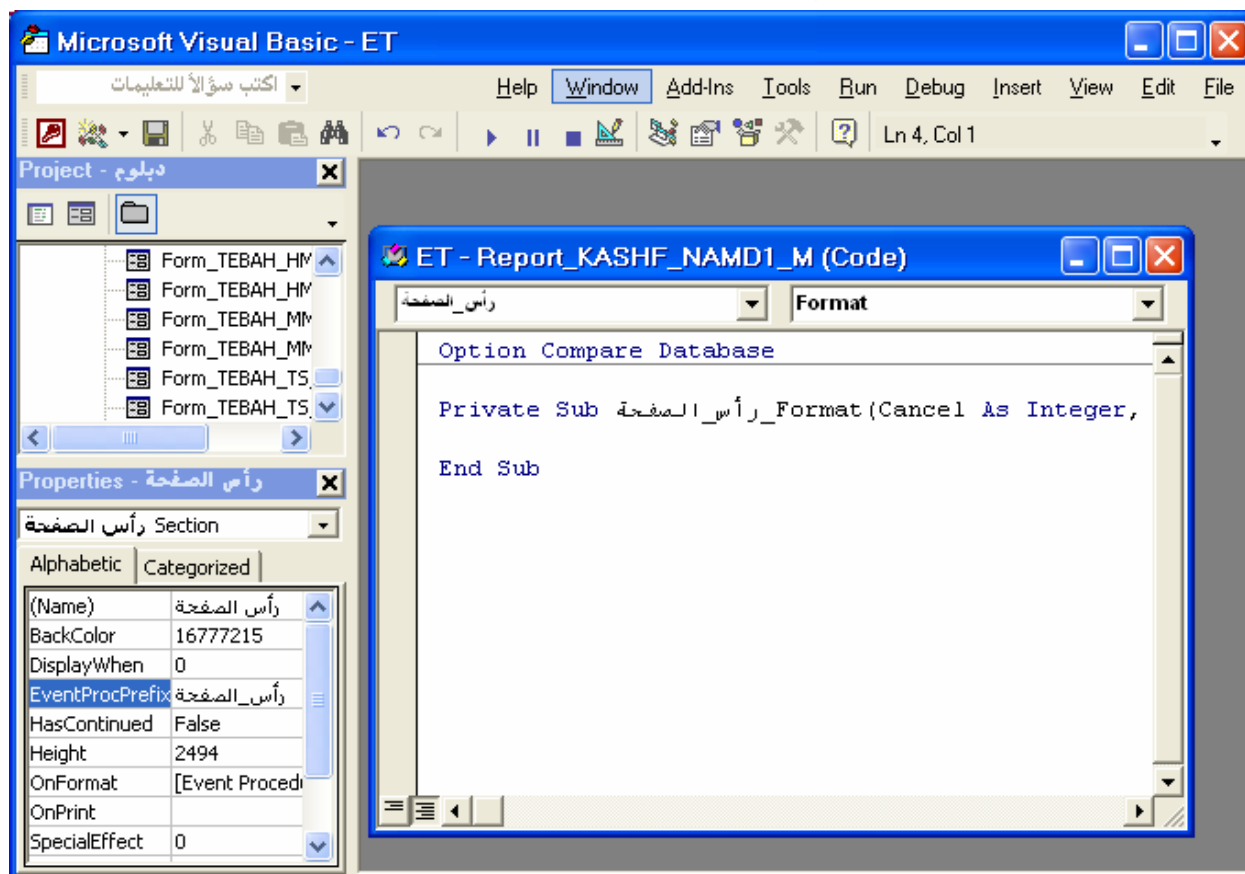 Microsoft Visual Basic - ET
اكتب سؤالاً للتعليمات
Help Window Add-Ins Tools Run Debug Insert View Edit File
Ln 4, Col 1
Project - دبلوم
Form_TEBAH_HM
Form_TEBAH_HM
Form_TEBAH_MM
Form_TEBAH_MM
Form_TEBAH_TS_
Form_TEBAH_TS_
Properties - رأس الصفحة
رأس الصفحة Section
Alphabetic Categorized
(Name) رأس الصفحة
BackColor 16777215
DisplayWhen 0
EventProcPrefix رأس_الصفحة
HasContinued False
Height 2494
OnFormat [Event Proced
OnPrint
SpecialEffect 0
ET - Report_KASHF_NAMD1_M (Code)
رأس_الصفحة Format
Option Compare Database
Private Sub رأس_الصفحة_Format(Cancel As Integer,
End Sub